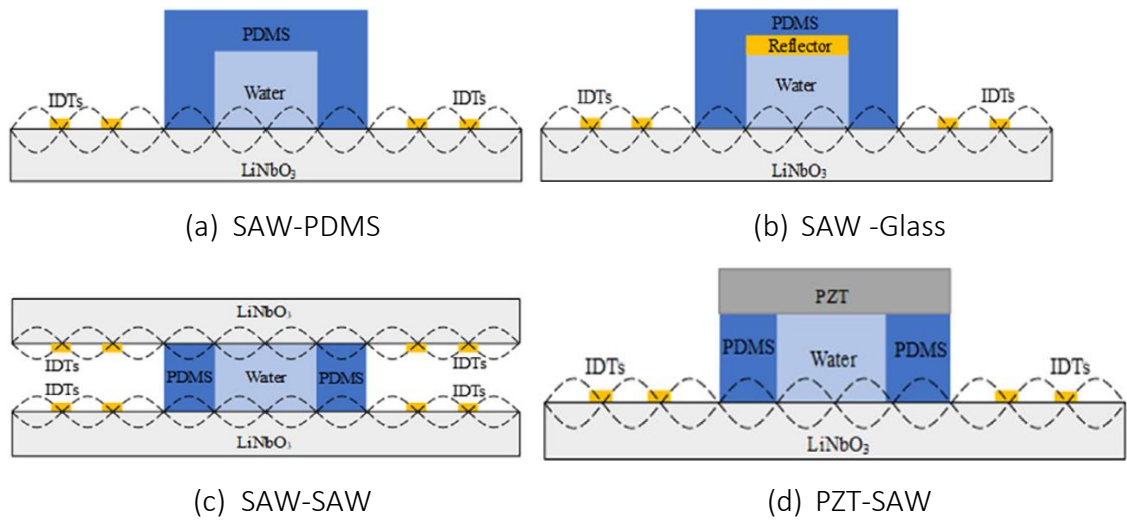 PDMS
Water
IDTs
IDTs
LiNbO₃
(a) SAW-PDMS
PDMS
Reflector
Water
IDTs
IDTs
LiNbO₃
(b) SAW -Glass
LiNbO₃
IDTs
IDTs
PDMS
Water
PDMS
IDTs
IDTs
LiNbO₃
(c) SAW-SAW
PZT
PDMS
Water
PDMS
IDTs
IDTs
LiNbO₃
(d) PZT-SAW